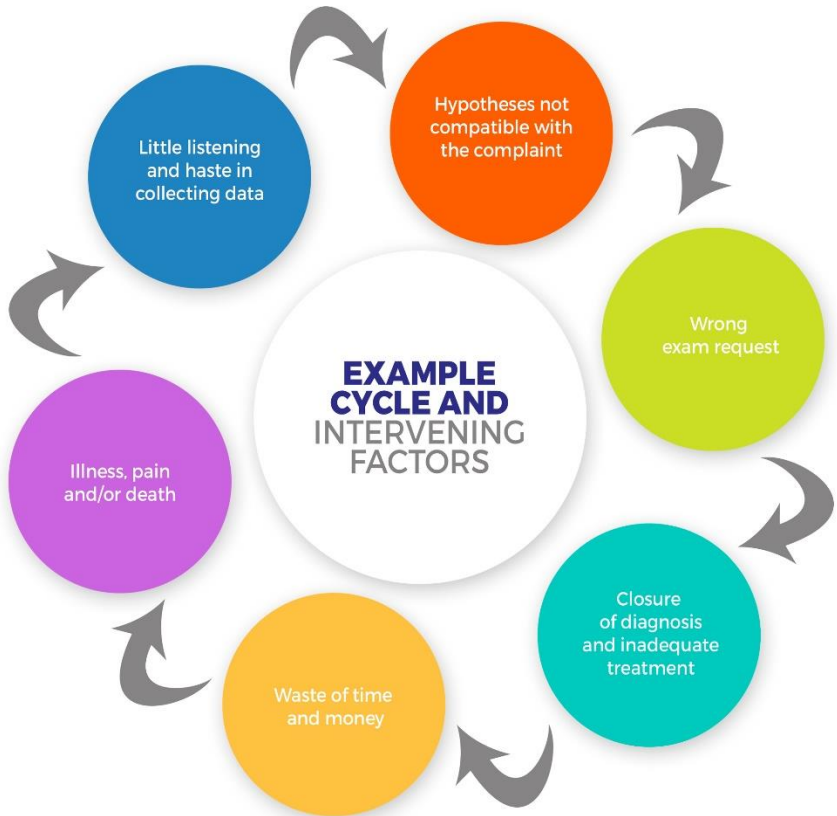 EXAMPLE
CYCLE AND
INTERVENING
FACTORS
Little listening
and haste in
collecting data
Hypotheses not
compatible with
the complaint
Wrong
exam request
Closure
of diagnosis
and inadequate
treatment
Waste of time
and money
Illness, pain
and/or death